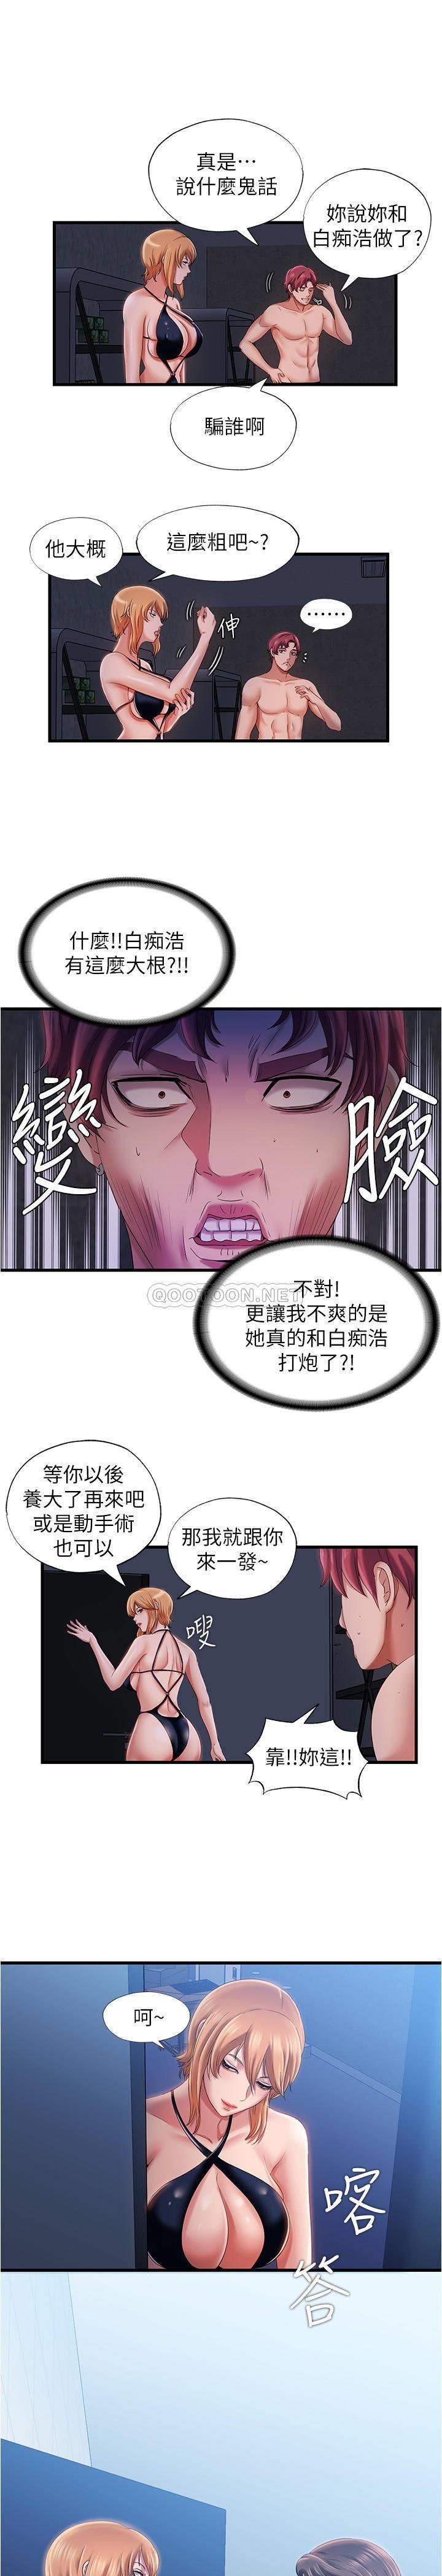 真是…
說什麼鬼話
妳說妳和
白痴浩做了?
騙誰啊
他大概
這麼粗吧~?
伸
……
什麼!!白痴浩
有這麼大根?!!
變
臉
QOOTOON.NET
不對!
更讓我不爽的是
她真的和白痴浩
打炮了?!
等你以後
養大了再來吧
或是動手術
也可以
那我就跟你
來一發~
嗖
靠!!妳這!!
呵~
喀
答